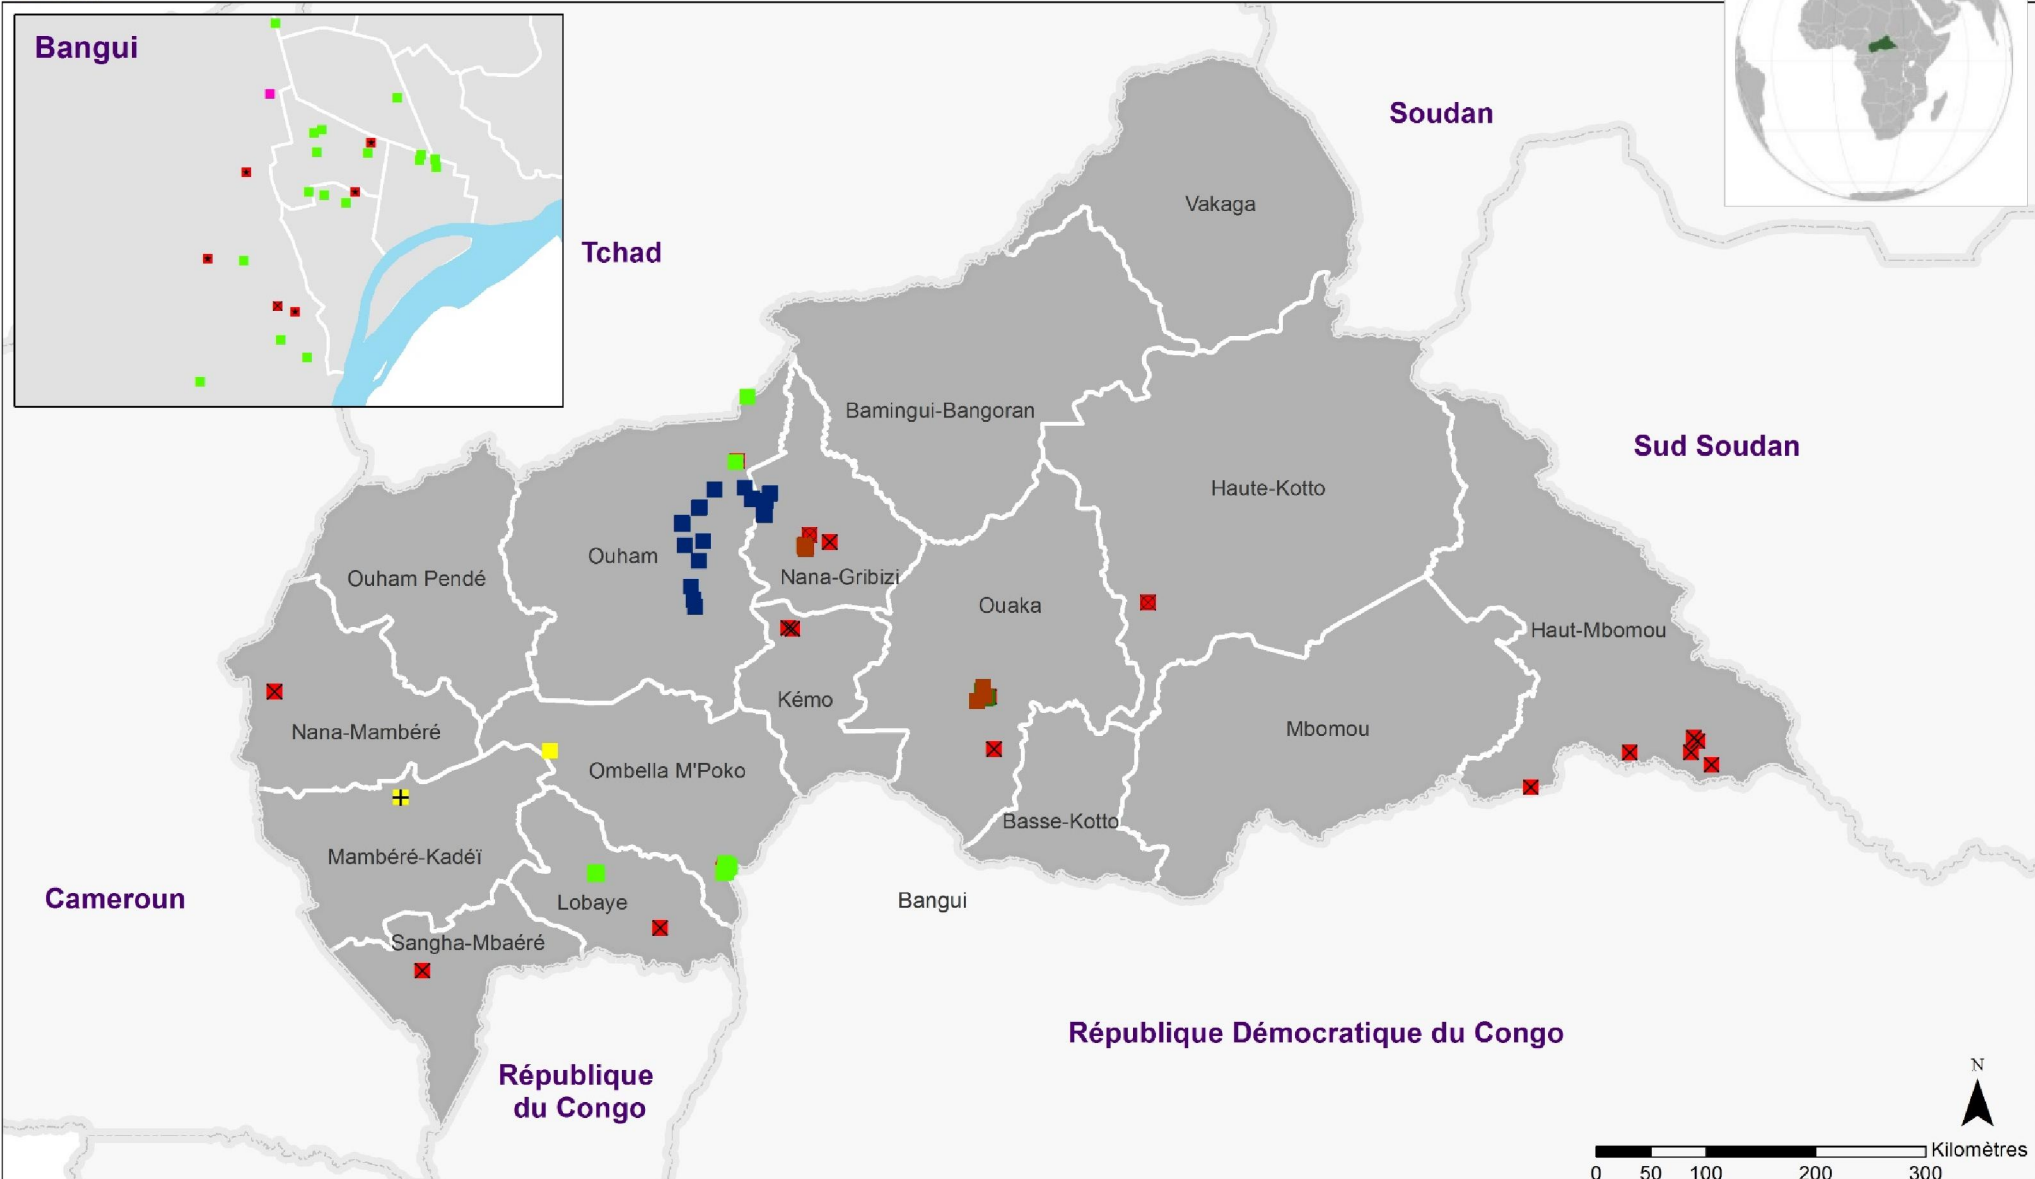 Bangui
Soudan
Vakaga
Tchad
Bamingui-Bangoran
Sud Soudan
Haute-Kotto
Ouham
Ouham Pendé
Nana-Gribizi
Ouaka
Haut-Mbomou
Kémo
Nana-Mambéré
Mbomou
Ombella M'Poko
Basse-Kotto
Mambéré-Kadéï
Cameroun
Lobaye
Bangui
Sangha-Mbaéré
République Démocratique du Congo
République
du Congo
N
Kilomètres
0 50 100 200 300